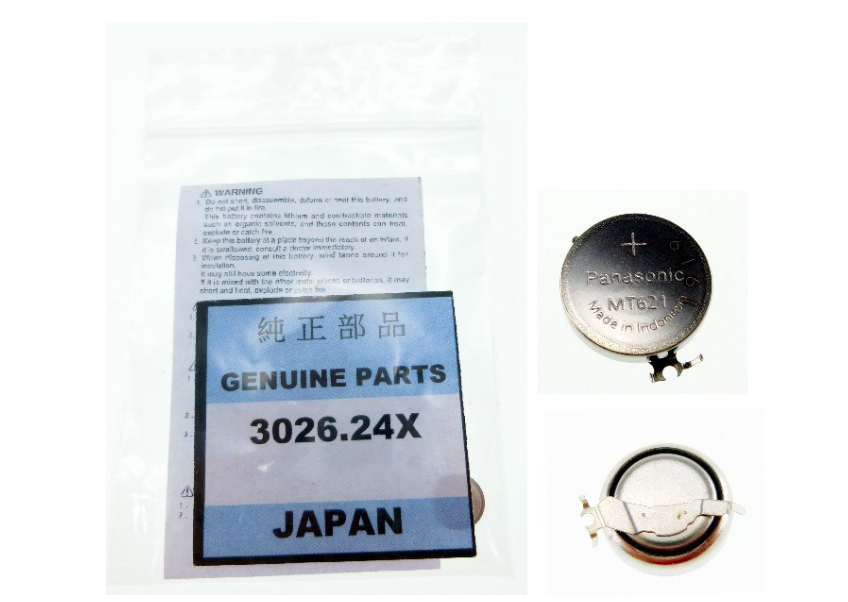 ⚠ WARNING
1. Do not short, disassemble, deform or heat this battery, and
do not put it in fire.
This battery contains lithium and combustible materials
such as organic solvents, and these contents can heat,
explode or catch fire.
2. Keep this battery at a place beyond the reach of an infant. If
it is swallowed, consult a doctor immediately.
3. When disposing of this battery, wind tape around it for
insulation.
It may still have some electricity.
If it is mixed with the other metal pieces or batteries, it may
short and heat, explode or catch fire.
純正部品
GENUINE PARTS
3026.24X
JAPAN
2.
3.
1.
2.
+
Panasonic
MT621
Made in Indonesia